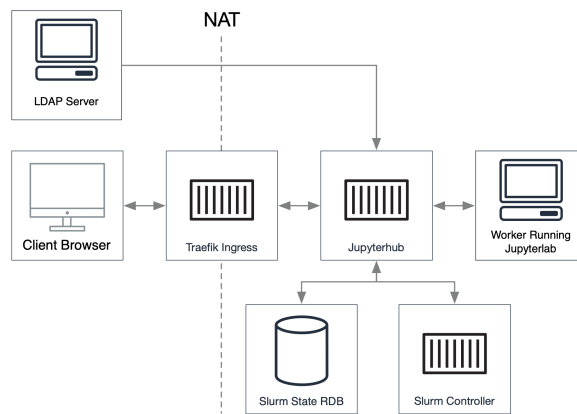 NAT
LDAP Server
Client Browser
Traefik Ingress
Jupyterhub
Worker Running
Jupyterlab
Slurm State RDB
Slurm Controller